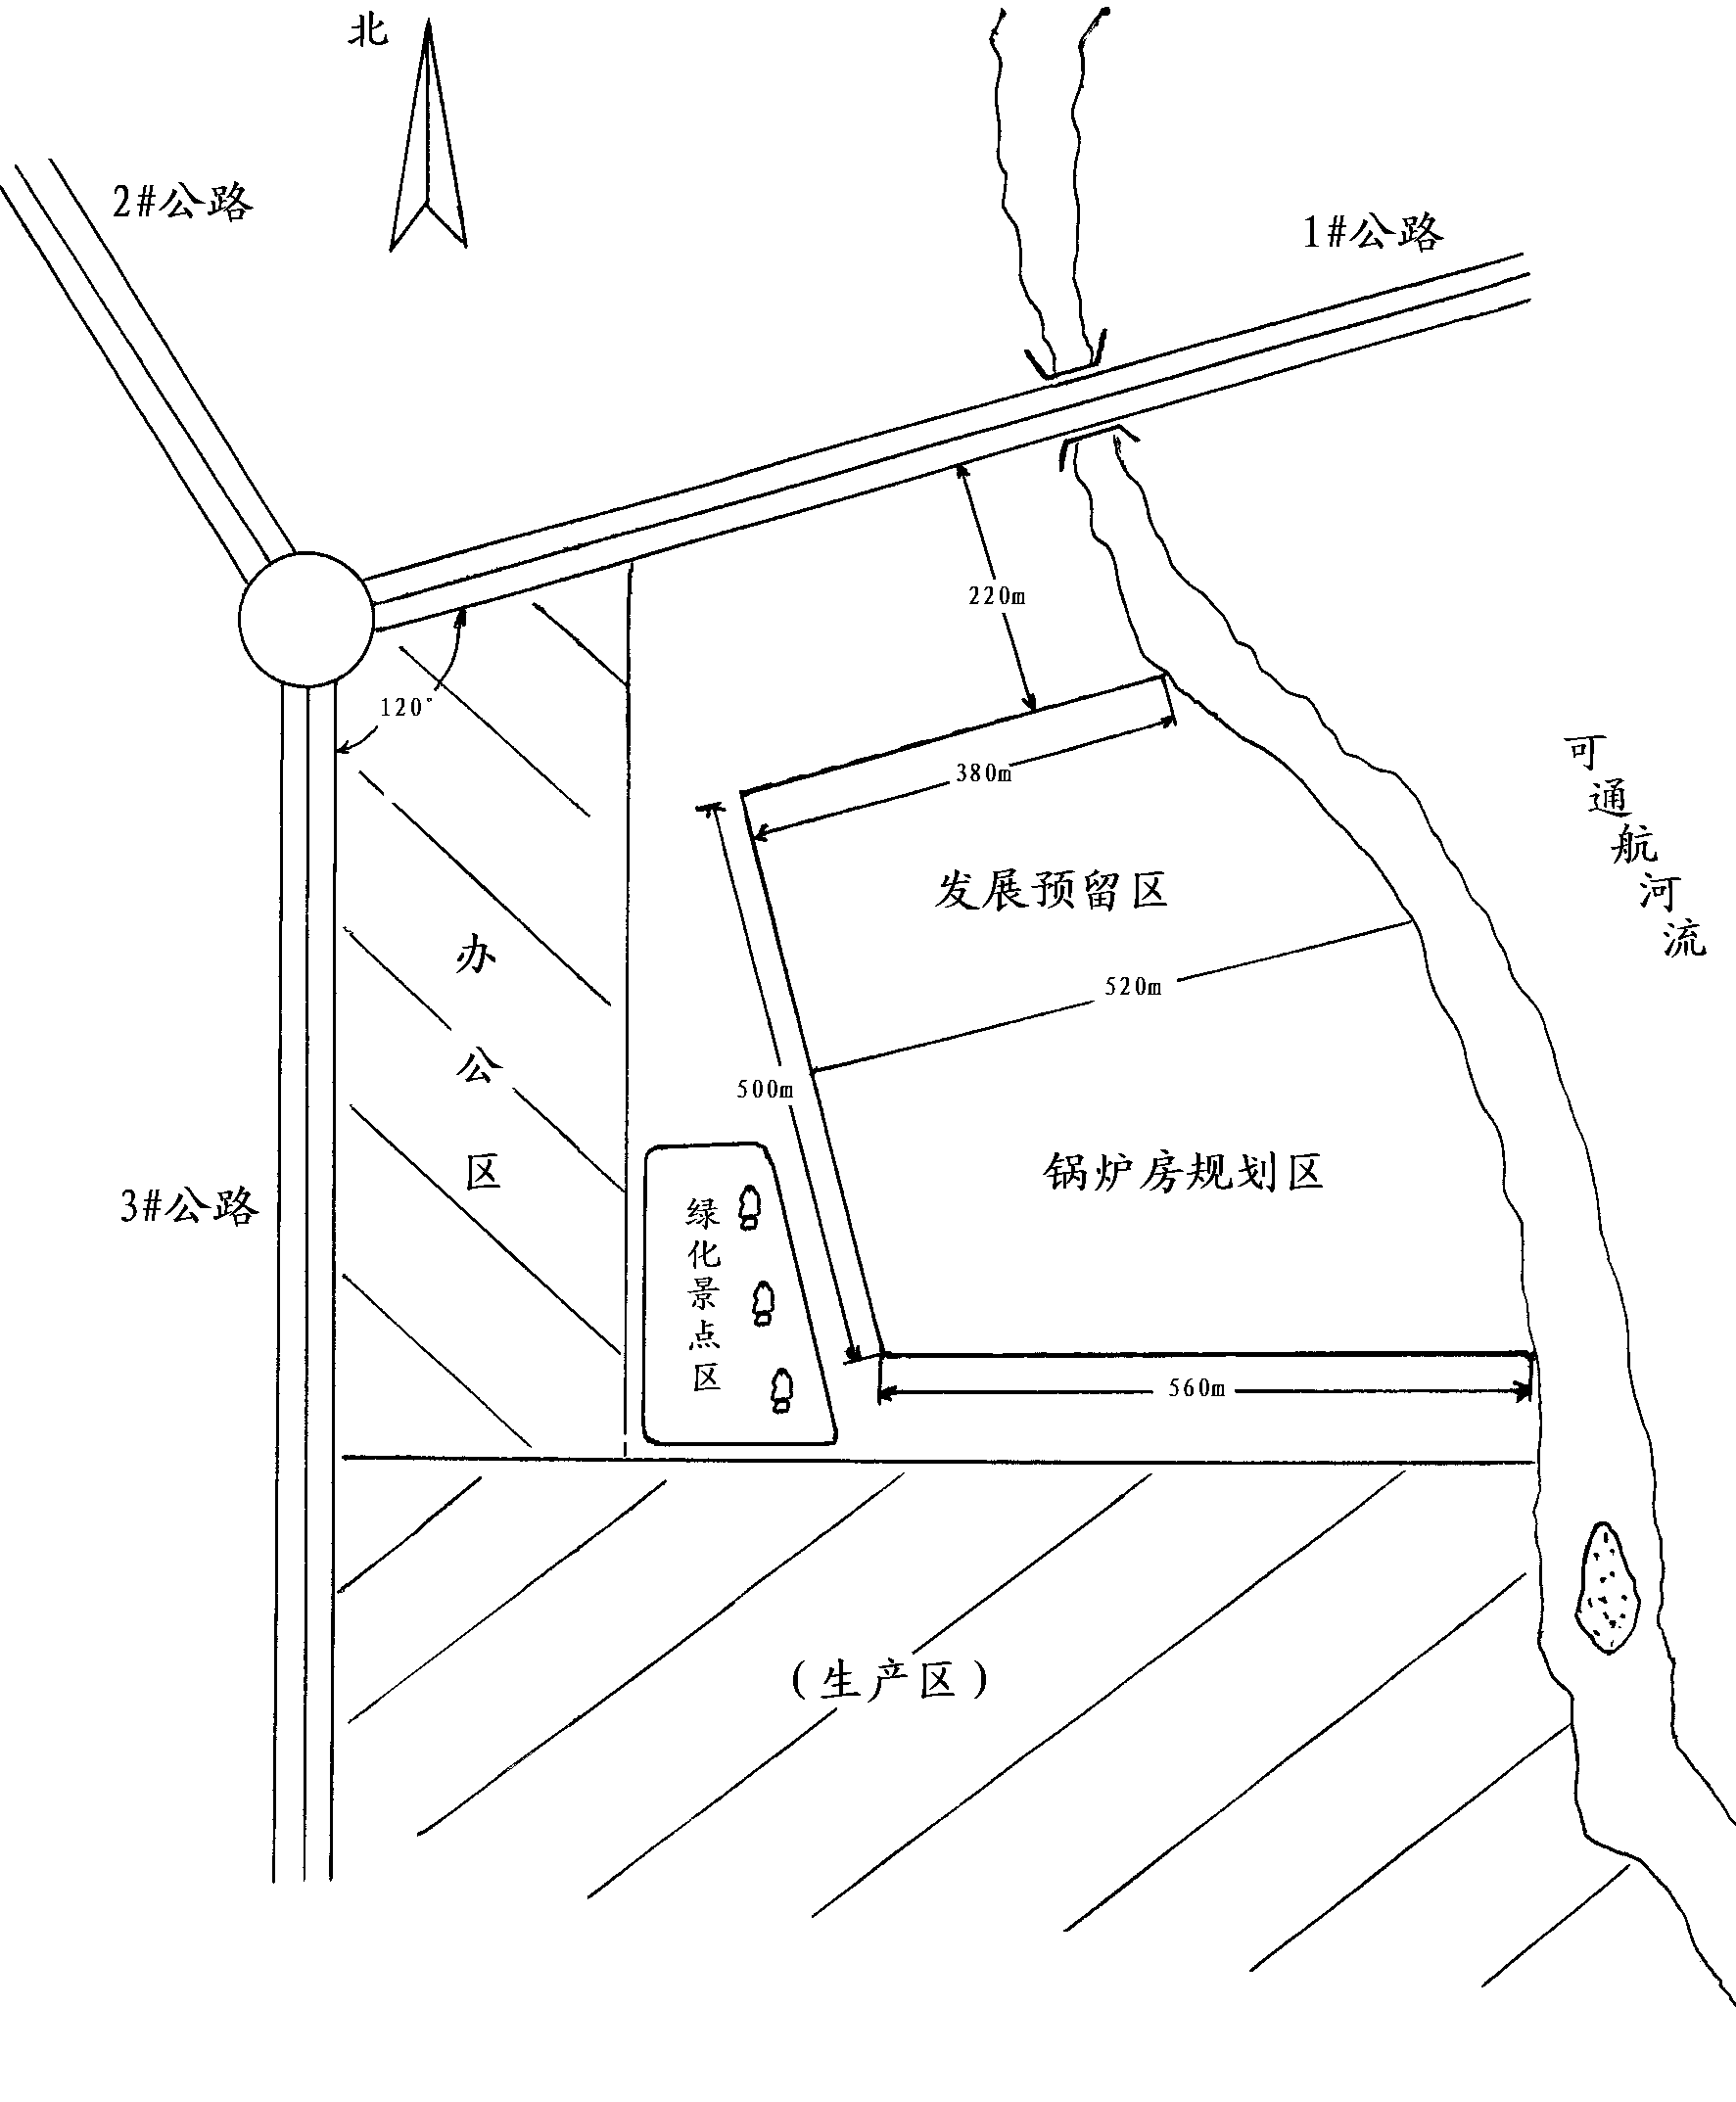 北
2#公路
1#公路
220m
120°
380m
可通航河流
发展预留区
办公区
520m
500m
锅炉房规划区
3#公路
绿化景点区
560m
(生产区)